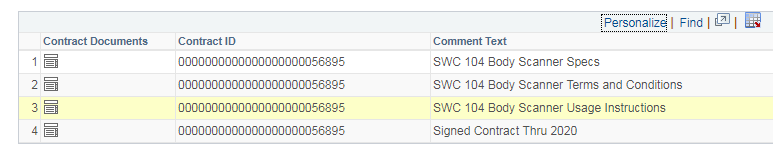 Personalize | Find | |
Contract Documents Contract ID Comment Text
1 0000000000000000000056895 SWC 104 Body Scanner Specs
2 0000000000000000000056895 SWC 104 Body Scanner Terms and Conditions
3 0000000000000000000056895 SWC 104 Body Scanner Usage Instructions
4 0000000000000000000056895 Signed Contract Thru 2020